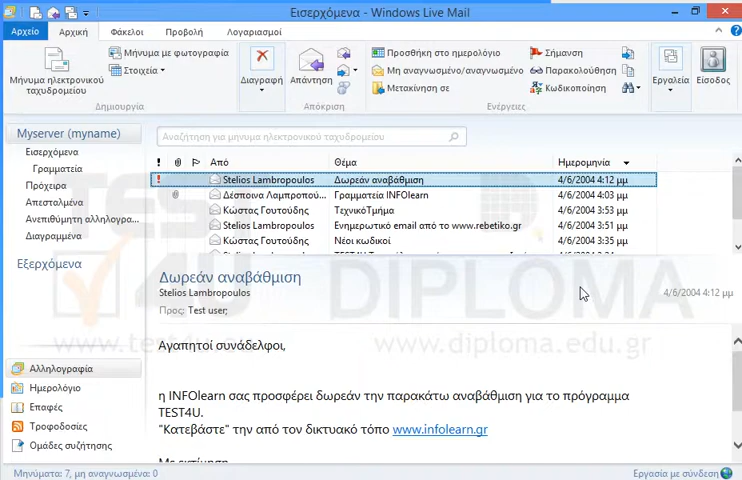 Εισερχόμενα - Windows Live Mail
Αρχείο Αρχική Φάκελοι Προβολή Λογαριασμοί
Μήνυμα ηλεκτρονικού ταχυδρομείου
Μήνυμα με φωτογραφία
Στοιχεία
Δημιουργία
Διαγραφή
Απάντηση
Απόκριση
Προσθήκη στο ημερολόγιο
Μη αναγνωσμένο/αναγνωσμένο
Μετακίνηση σε
Σήμανση
Παρακολούθηση
Κωδικοποίηση
Ενέργειες
Εργαλεία
Είσοδος
Myserver (myname)
Εισερχόμενα
Γραμματεία
Πρόχειρα
Απεσταλμένα
Ανεπιθύμητη αλληλογρα...
Διαγραμμένα
Εξερχόμενα
Αναζήτηση για μηνυμα ηλεκτρονικού ταχυδρομείου
! Από Θέμα Ημερομηνία
! Stelios Lambropoulos Δωρεάν αναβάθμιση 4/6/2004 4:12 μμ
Δέσποινα Λαμπροπού... Γραμματεία INFOlearn 4/6/2004 4:03 μμ
Κώστας Γουτούδης ΤεχνικόΤμήμα 4/6/2004 3:53 μμ
Stelios Lambropoulos Ενημερωτικό email από το www.rebetiko.gr 4/6/2004 3:51 μμ
Κώστας Γουτούδης Νέοι κωδικοί 4/6/2004 3:35 μμ
Δωρεάν αναβάθμιση
Stelios Lambropoulos 4/6/2004 4:12 μμ
Προς: Test user;
Αγαπητοί συνάδελφοι,
η INFOlearn σας προσφέρει δωρεάν την παρακάτω αναβάθμιση για το πρόγραμμα
TEST4U.
"Κατεβάστε" την από τον δικτυακό τόπο www.infolearn.gr
Με εκτίμηση
Αλληλογραφία
Ημερολόγιο
Επαφές
Τροφοδοσίες
Ομάδες συζήτησης
Μηνύματα: 7, μη αναγνωσμένα: 0 Εργασία με σύνδεση
TEST
4U DIPLOMA
www.diploma.edu.gr